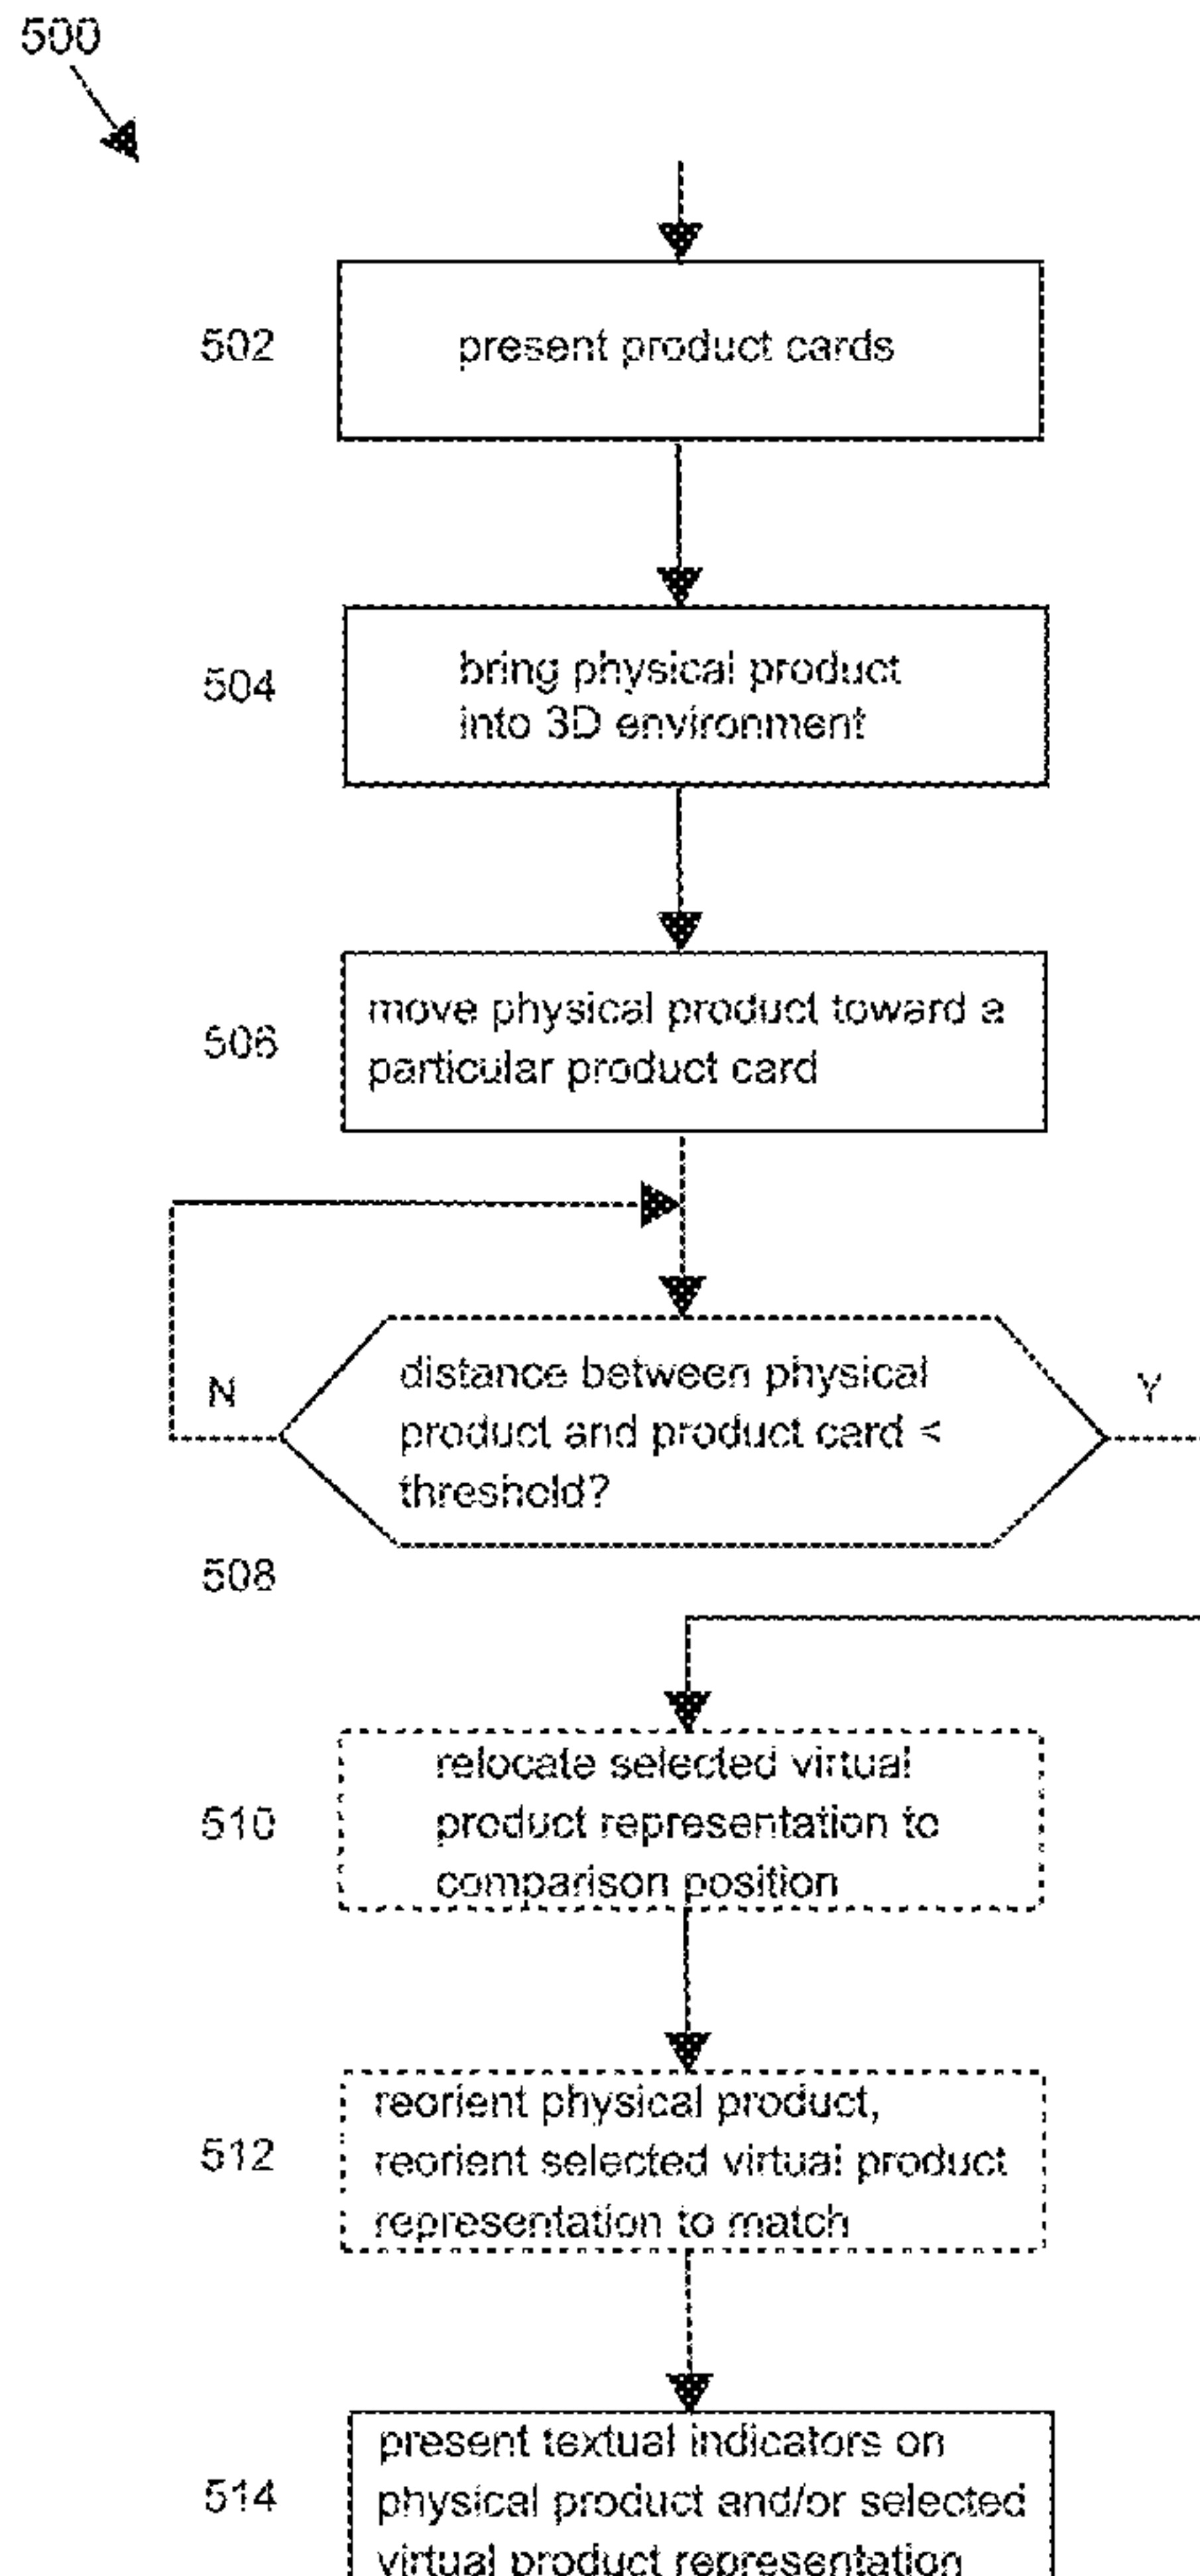 500
502
present product cards
504
bring physical product
into 3D environment
506
move physical product toward a
particular product card
N
distance between physical
product and product card <
threshold?
Y
508
510
relocate selected virtual
product representation to
comparison position
512
reorient physical product,
reorient selected virtual product
representation to match
514
present textual indicators on
physical product and/or selected
virtual product representation